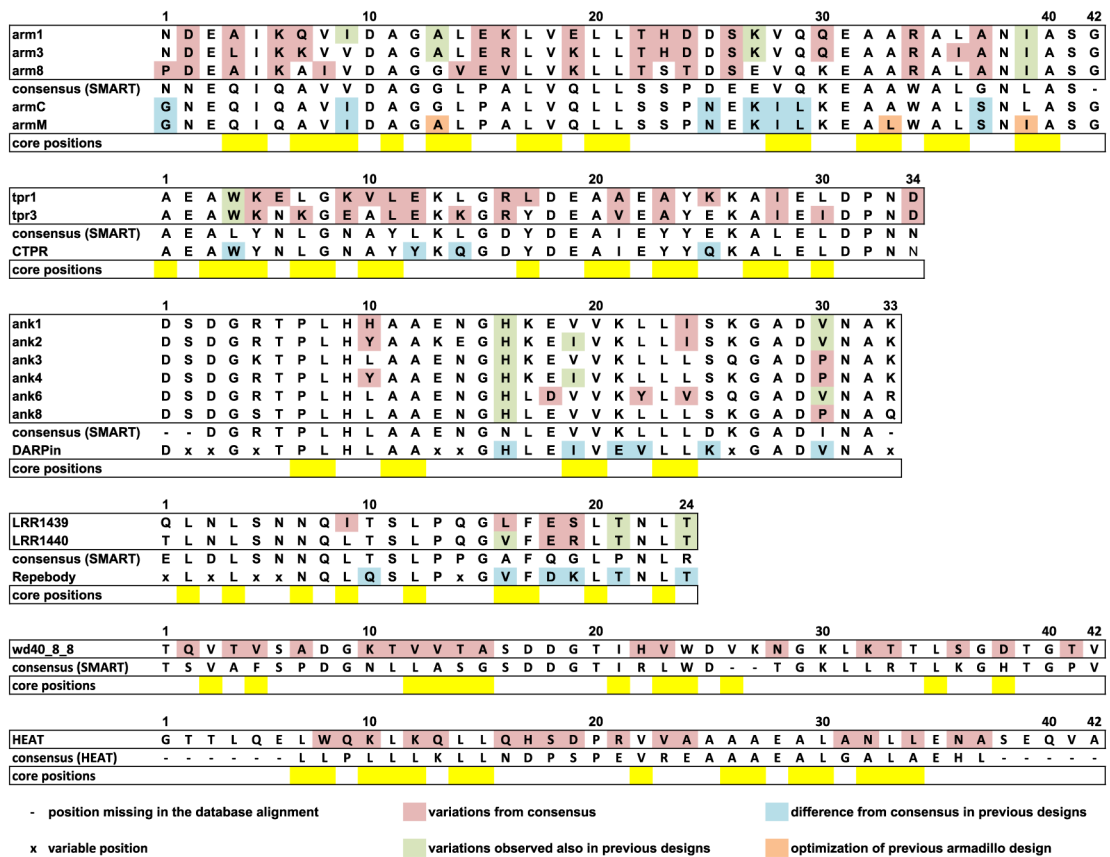 1 10 20 30 40 42
arm1 N D E A I K Q V I D A G A L E K L V E L L T H D D S K V Q Q E A A R A L A N I A S G
arm3 N D E L I K K V I D A G A L E R L V K L L T H D D S K V Q Q E A A R A I A N I A S G
arm8 P D E A I K A I V D A G G V E V L V K L L T S T D S E V Q K E A A R A L A N I A S G
consensus (SMART) N N E Q I Q A V V D A G G L P A L V Q L L S S P D E E V Q K E A A W A L G N L A S -
armC G N E Q I Q A V I D A G G L P A L V Q L L S S P N E K I L K E A A W A L S N L A S G
armM G N E Q I Q A V I D A G A L P A L V Q L L S S P N E K I L K E A L W A L S N I A S G
core positions
1 10 20 30 34
tpr1 A E A W K E L G K V L E K L G R L D E A A E A Y K K A I E L D P N D
tpr3 A E A W K N K G E A L E K K G R Y D E A V E A Y E K A I E I D P N D
consensus (SMART) A E A L Y N L G N A Y L K L G D Y D E A I E Y Y E K A L E L D P N N
CTPR A E A W Y N L G N A Y Y K Q G D Y D E A I E Y Y Q K A L E L D P N N
core positions
1 10 20 30 33
ank1 D S D G R T P L H H A A E N G H K E V V K L L I S K G A D V N A K
ank2 D S D G R T P L H Y A A K E G H K E I V K L L I S K G A D V N A K
ank3 D S D G K T P L H L A A E N G H K E V V K L L L S Q G A D P N A K
ank4 D S D G R T P L H Y A A E N G H K E I V K L L L S K G A D P N A K
ank6 D S D G R T P L H L A A E N G H L D V V K Y L V S Q G A D V N A R
ank8 D S D G S T P L H L A A E N G H L E V V K L L L S K G A D P N A Q
consensus (SMART) - - D G R T P L H L A A E N G N L E V V K L L L D K G A D I N A -
DARPin D x x G x T P L H L A A x x G H L E I V E V L L K x G A D V N A x
core positions
1 10 20 24
LRR1439 Q L N L S N N Q I T S L P Q G L F E S L T N L T
LRR1440 T L N L S N N Q L T S L P Q G V F E R L T N L T
consensus (SMART) E L D L S N N Q L T S L P P G A F Q G L P N L R
Repebody x L x L x x N Q L Q S L P x G V F D K L T N L T
core positions
1 10 20 30 40 42
wd40_8_8 T Q V T V S A D G K T V V T A S D D G T I H V W D V K N G K L K T T L S G D T G T V
consensus (SMART) T S V A F S P D G N L L A S G S D D G T I R L W D - - T G K L L R T L K G H T G P V
core positions
1 10 20 30 40 42
HEAT G T T L Q E L W Q K L K Q L L Q H S D P R V V A A A A E A L A N L L E N A S E Q V A
consensus (HEAT) - - - - - - L L P L L L K L L N D P S P E V R E A A A E A L G A L A E H L - - - - -
core positions
- position missing in the database alignment variations from consensus difference from consensus in previous designs
x variable position variations observed also in previous designs optimization of previous armadillo design